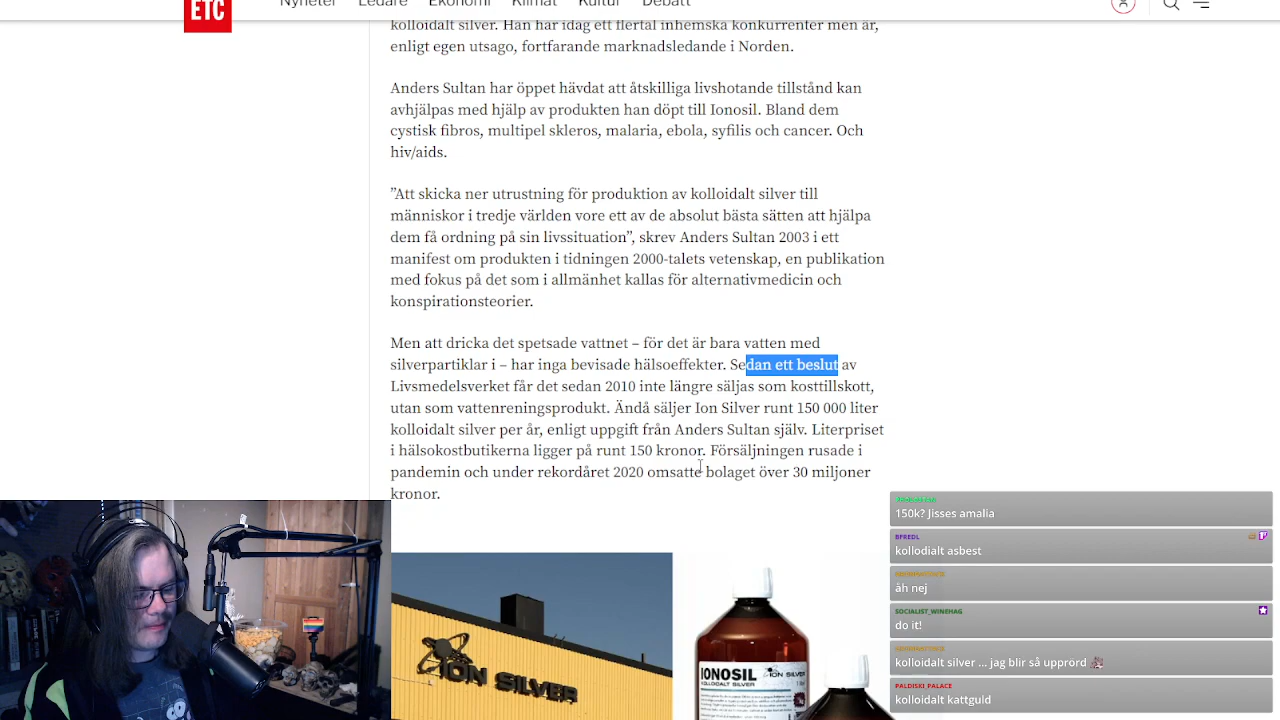 ETC
Nyheter Ledare Ekonomi Klimat Kultur Debatt
kolloidalt silver. Han har idag ett flertal inhemska konkurrenter men är,
enligt egen utsago, fortfarande marknadsledande i Norden.
Anders Sultan har öppet hävdat att åtskilliga livshotande tillstånd kan
avhjälpas med hjälp av produkten han döpt till Ionosil. Bland dem
cystisk fibros, multipel skleros, malaria, ebola, syfilis och cancer. Och
hiv/aids.
”Att skicka ner utrustning för produktion av kolloidalt silver till
människor i tredje världen vore ett av de absolut bästa sätten att hjälpa
dem få ordning på sin livssituation”, skrev Anders Sultan 2003 i ett
manifest om produkten i tidningen 2000-talets vetenskap, en publikation
med fokus på det som i allmänhet kallas för alternativmedicin och
konspirationsteorier.
Men att dricka det spetsade vattnet – för det är bara vatten med
silverpartiklar i – har inga bevisade hälsoeffekter. Sedan ett beslut av
Livsmedelsverket får det sedan 2010 inte längre säljas som kosttillskott,
utan som vattenreningsprodukt. Ändå säljer Ion Silver runt 150 000 liter
kolloidalt silver per år, enligt uppgift från Anders Sultan själv. Literpriset
i hälsokostbutikerna ligger på runt 150 kronor. Försäljningen rusade i
pandemin och under rekordåret 2020 omsatte bolaget över 30 miljoner
kronor.
ION SILVER
IONOSIL
KOLLOIDALT SILVER
ION SILVER
150k? Jisses amalia
BFREDL
kollodialt asbest
åh nej
SOCIALIST_WINEHAG
do it!
kolloidalt silver ... jag blir så upprörd
PALDISKI_PALACE
kolloidalt kattguld